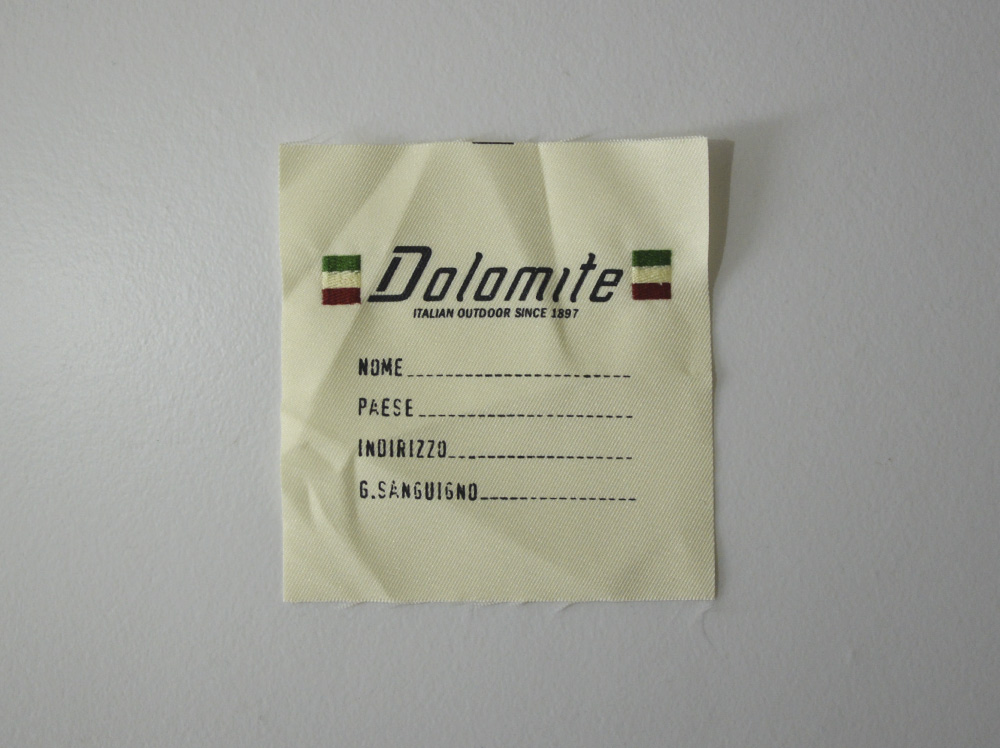 Dolomite
ITALIAN OUTDOOR SINCE 1897
NOME
PAESE
INDIRIZZO
G.SANGUIGNO